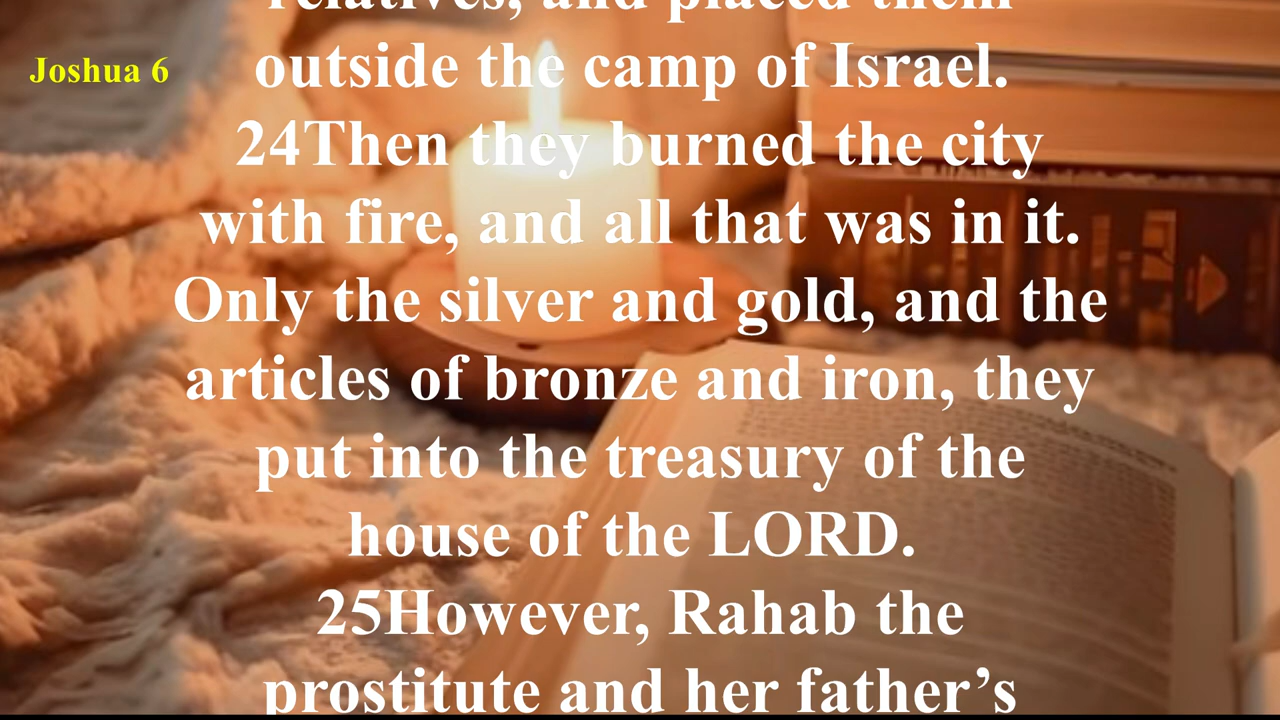 relatives, and placed them
Joshua 6
outside the camp of Israel.
24Then they burned the city
with fire, and all that was in it.
Only the silver and gold, and the
articles of bronze and iron, they
put into the treasury of the
house of the LORD.
25However, Rahab the
prostitute and her father’s